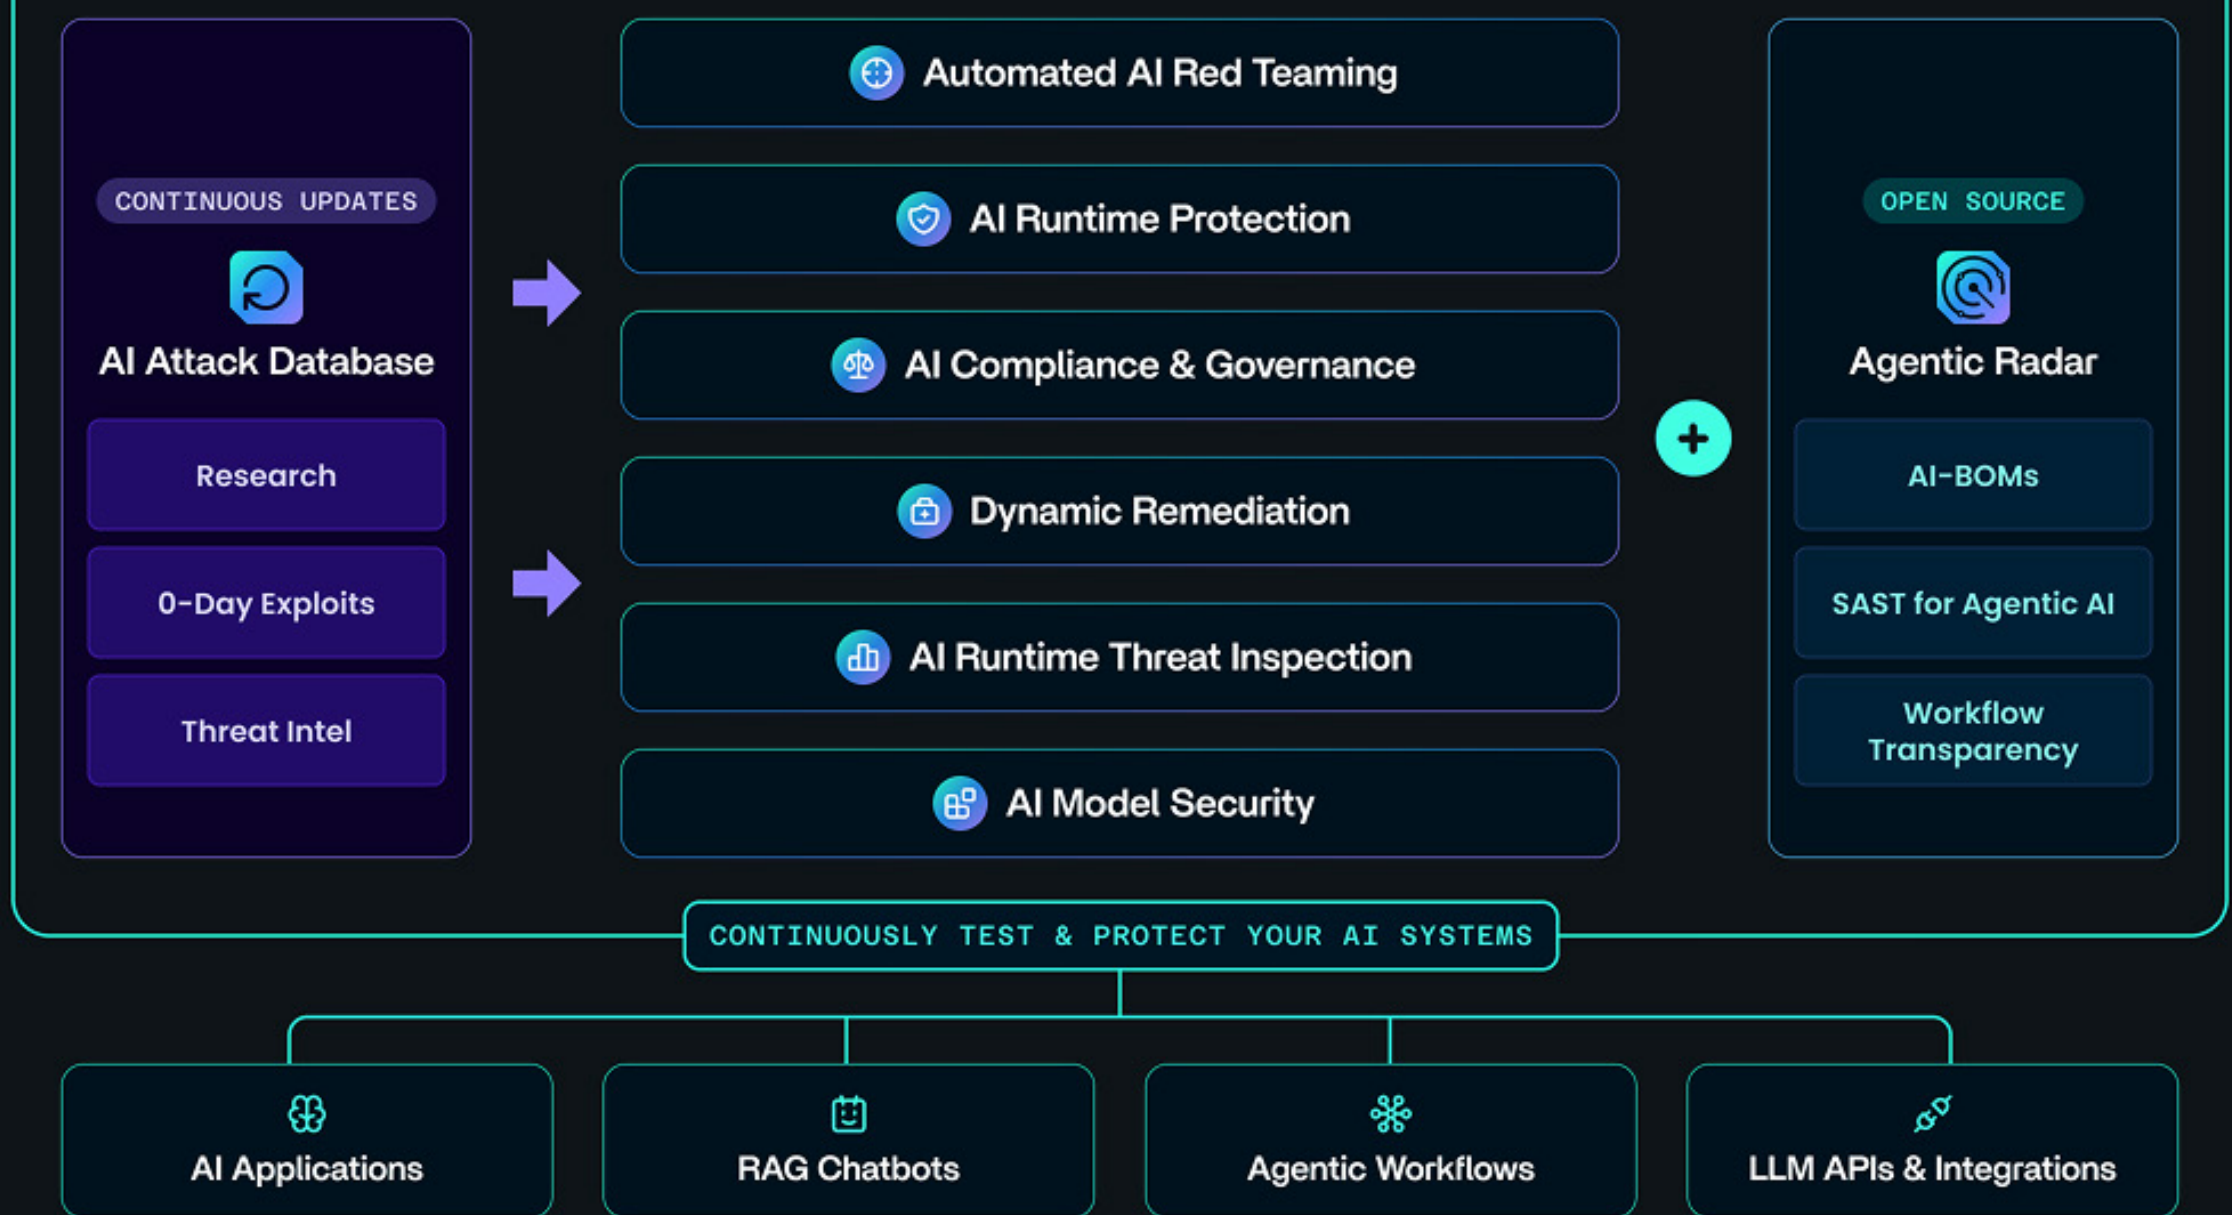 CONTINUOUS UPDATES
AI Attack Database
Research
0-Day Exploits
Threat Intel
Automated AI Red Teaming
AI Runtime Protection
AI Compliance & Governance
Dynamic Remediation
AI Runtime Threat Inspection
AI Model Security
OPEN SOURCE
Agentic Radar
AI-BOMs
SAST for Agentic AI
Workflow
Transparency
CONTINUOUSLY TEST & PROTECT YOUR AI SYSTEMS
AI Applications
RAG Chatbots
Agentic Workflows
LLM APIs & Integrations